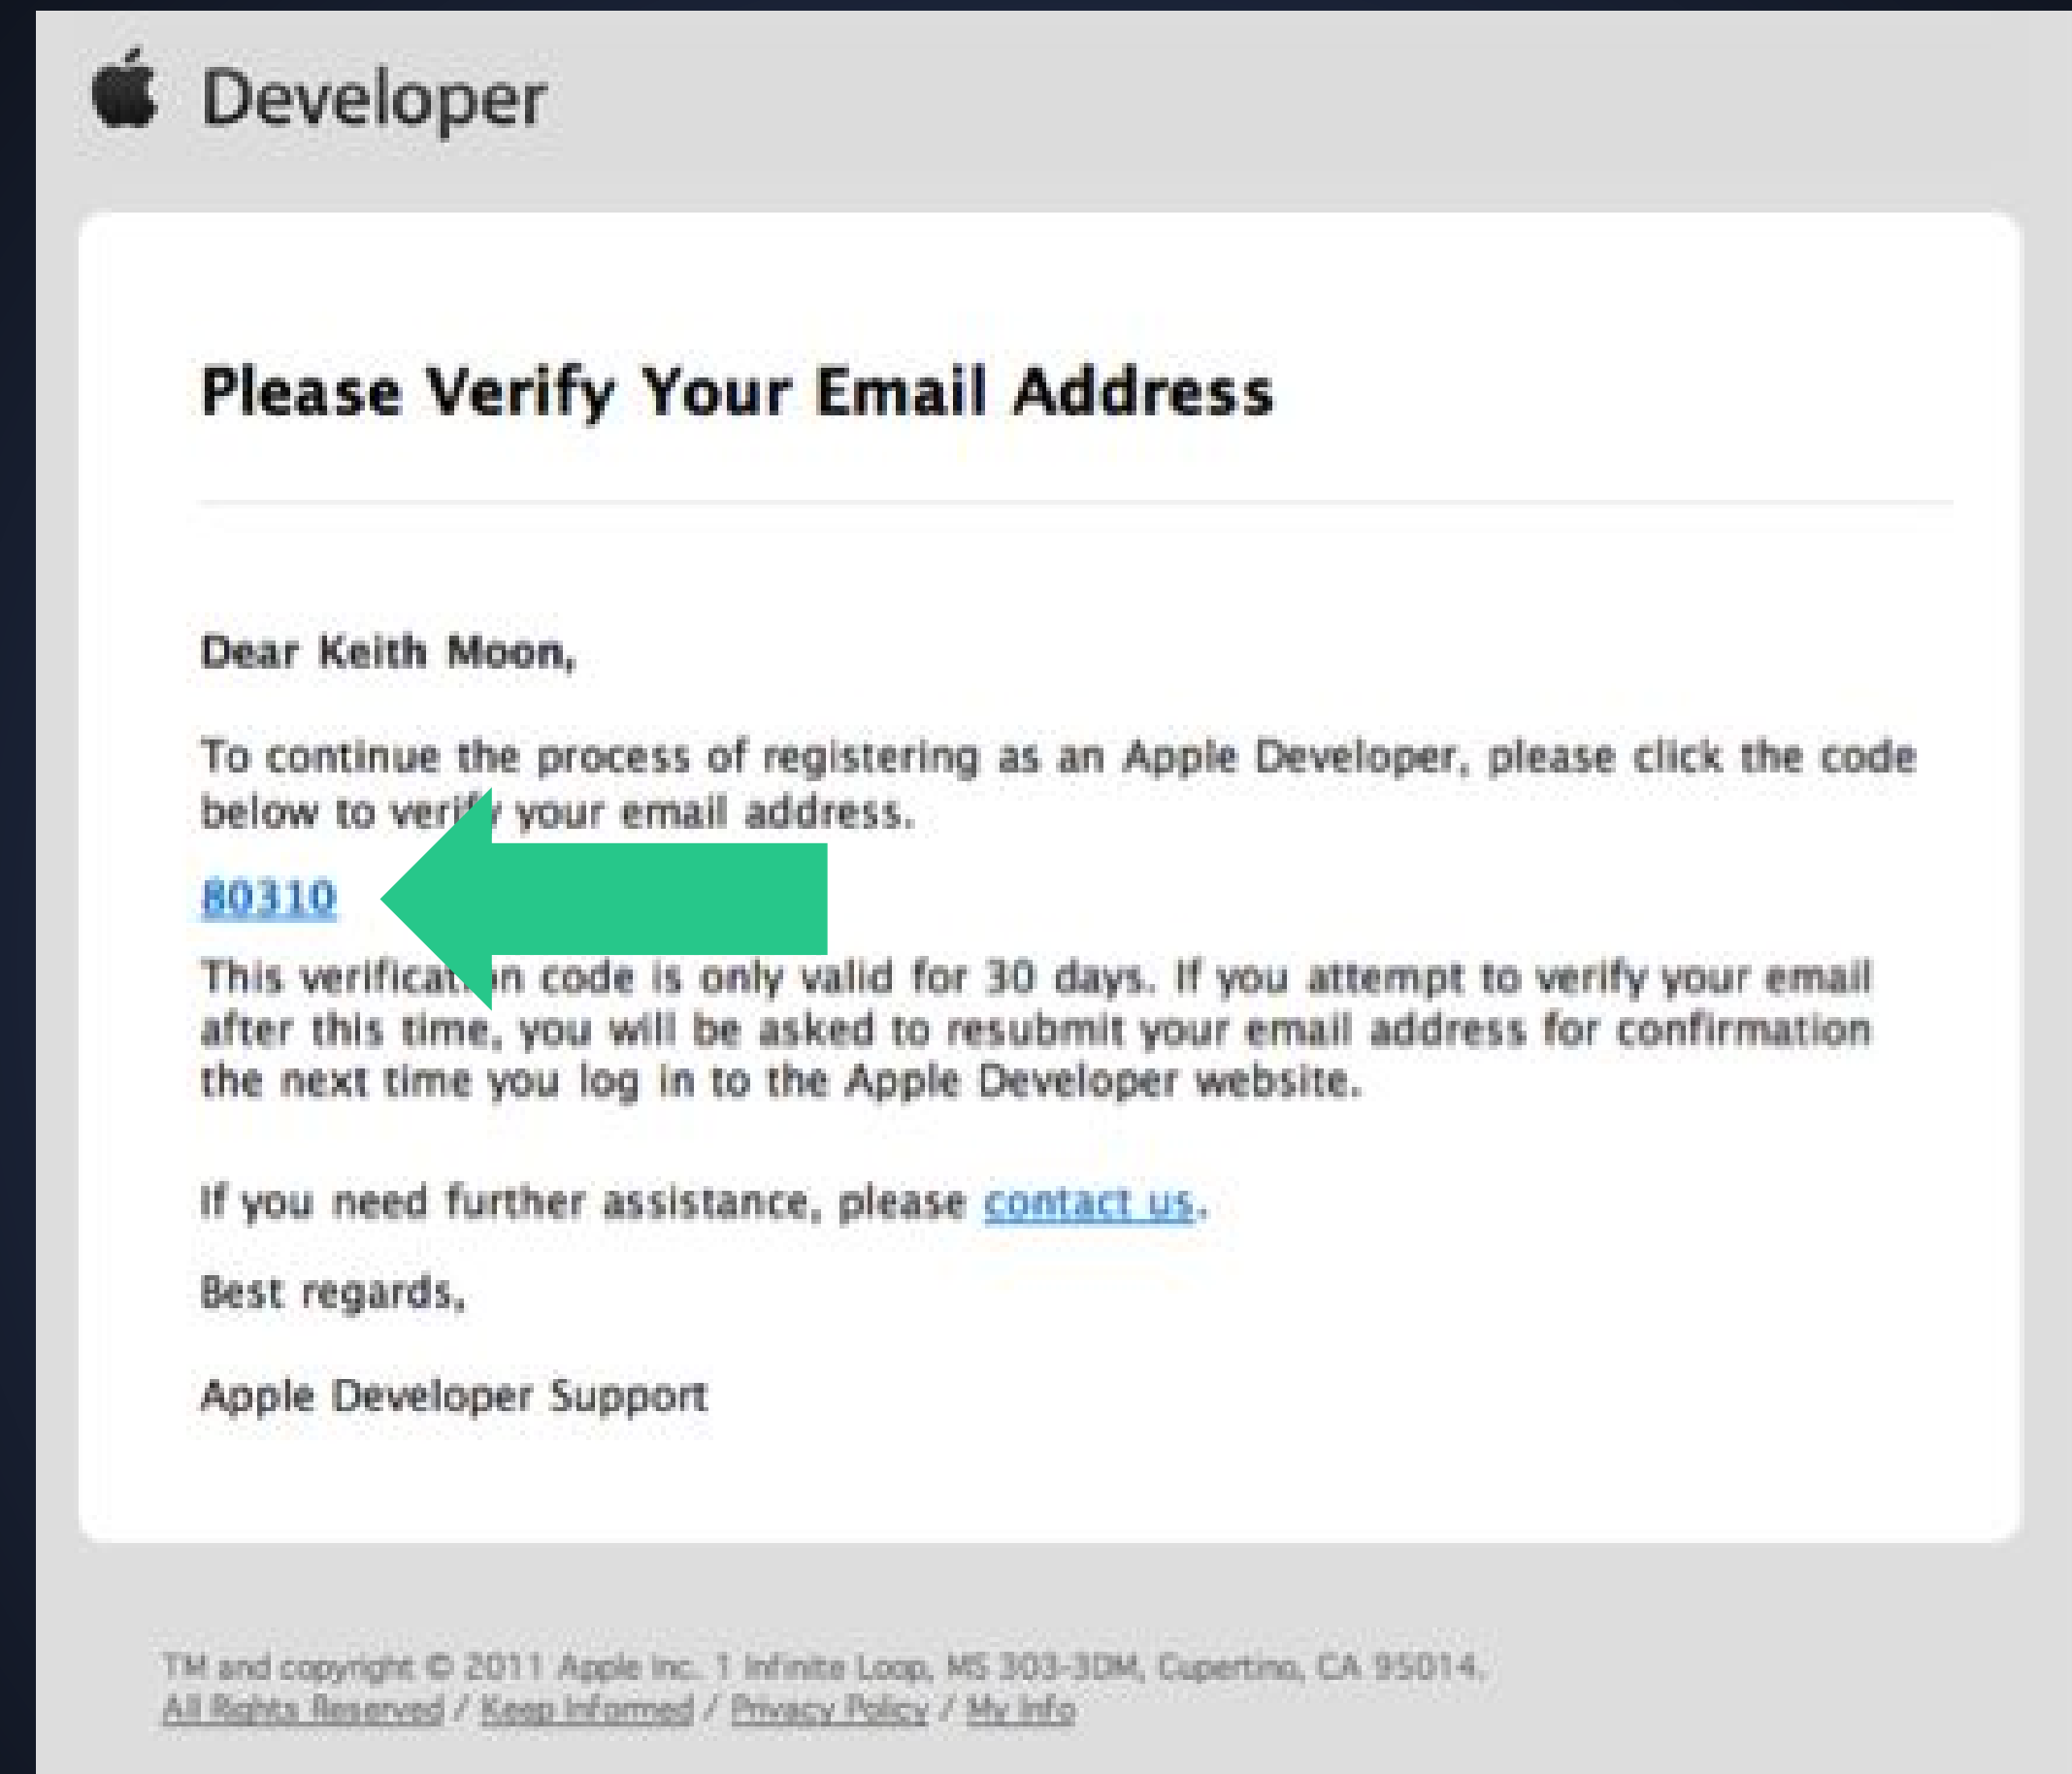 Developer
Please Verify Your Email Address
Dear Keith Moon,
To continue the process of registering as an Apple Developer, please click the code
below to verify your email address.
80310
This verification code is only valid for 30 days. If you attempt to verify your email
after this time, you will be asked to resubmit your email address for confirmation
the next time you log in to the Apple Developer website.
If you need further assistance, please contact us.
Best regards,
Apple Developer Support
TM and copyright © 2011 Apple Inc. 1 Infinite Loop, MS 303-3DM, Cupertino, CA 95014.
All Rights Reserved / Keep Informed / Privacy Policy / My Info